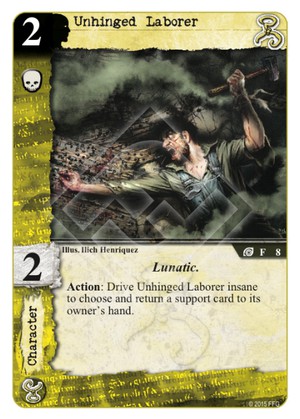 2
Unhinged Laborer
Illus. Ilich Henriquez
F 8
2
Character
Lunatic.
Action: Drive Unhinged Laborer insane
to choose and return a support card to its
owner's hand.
© 2015 FFG